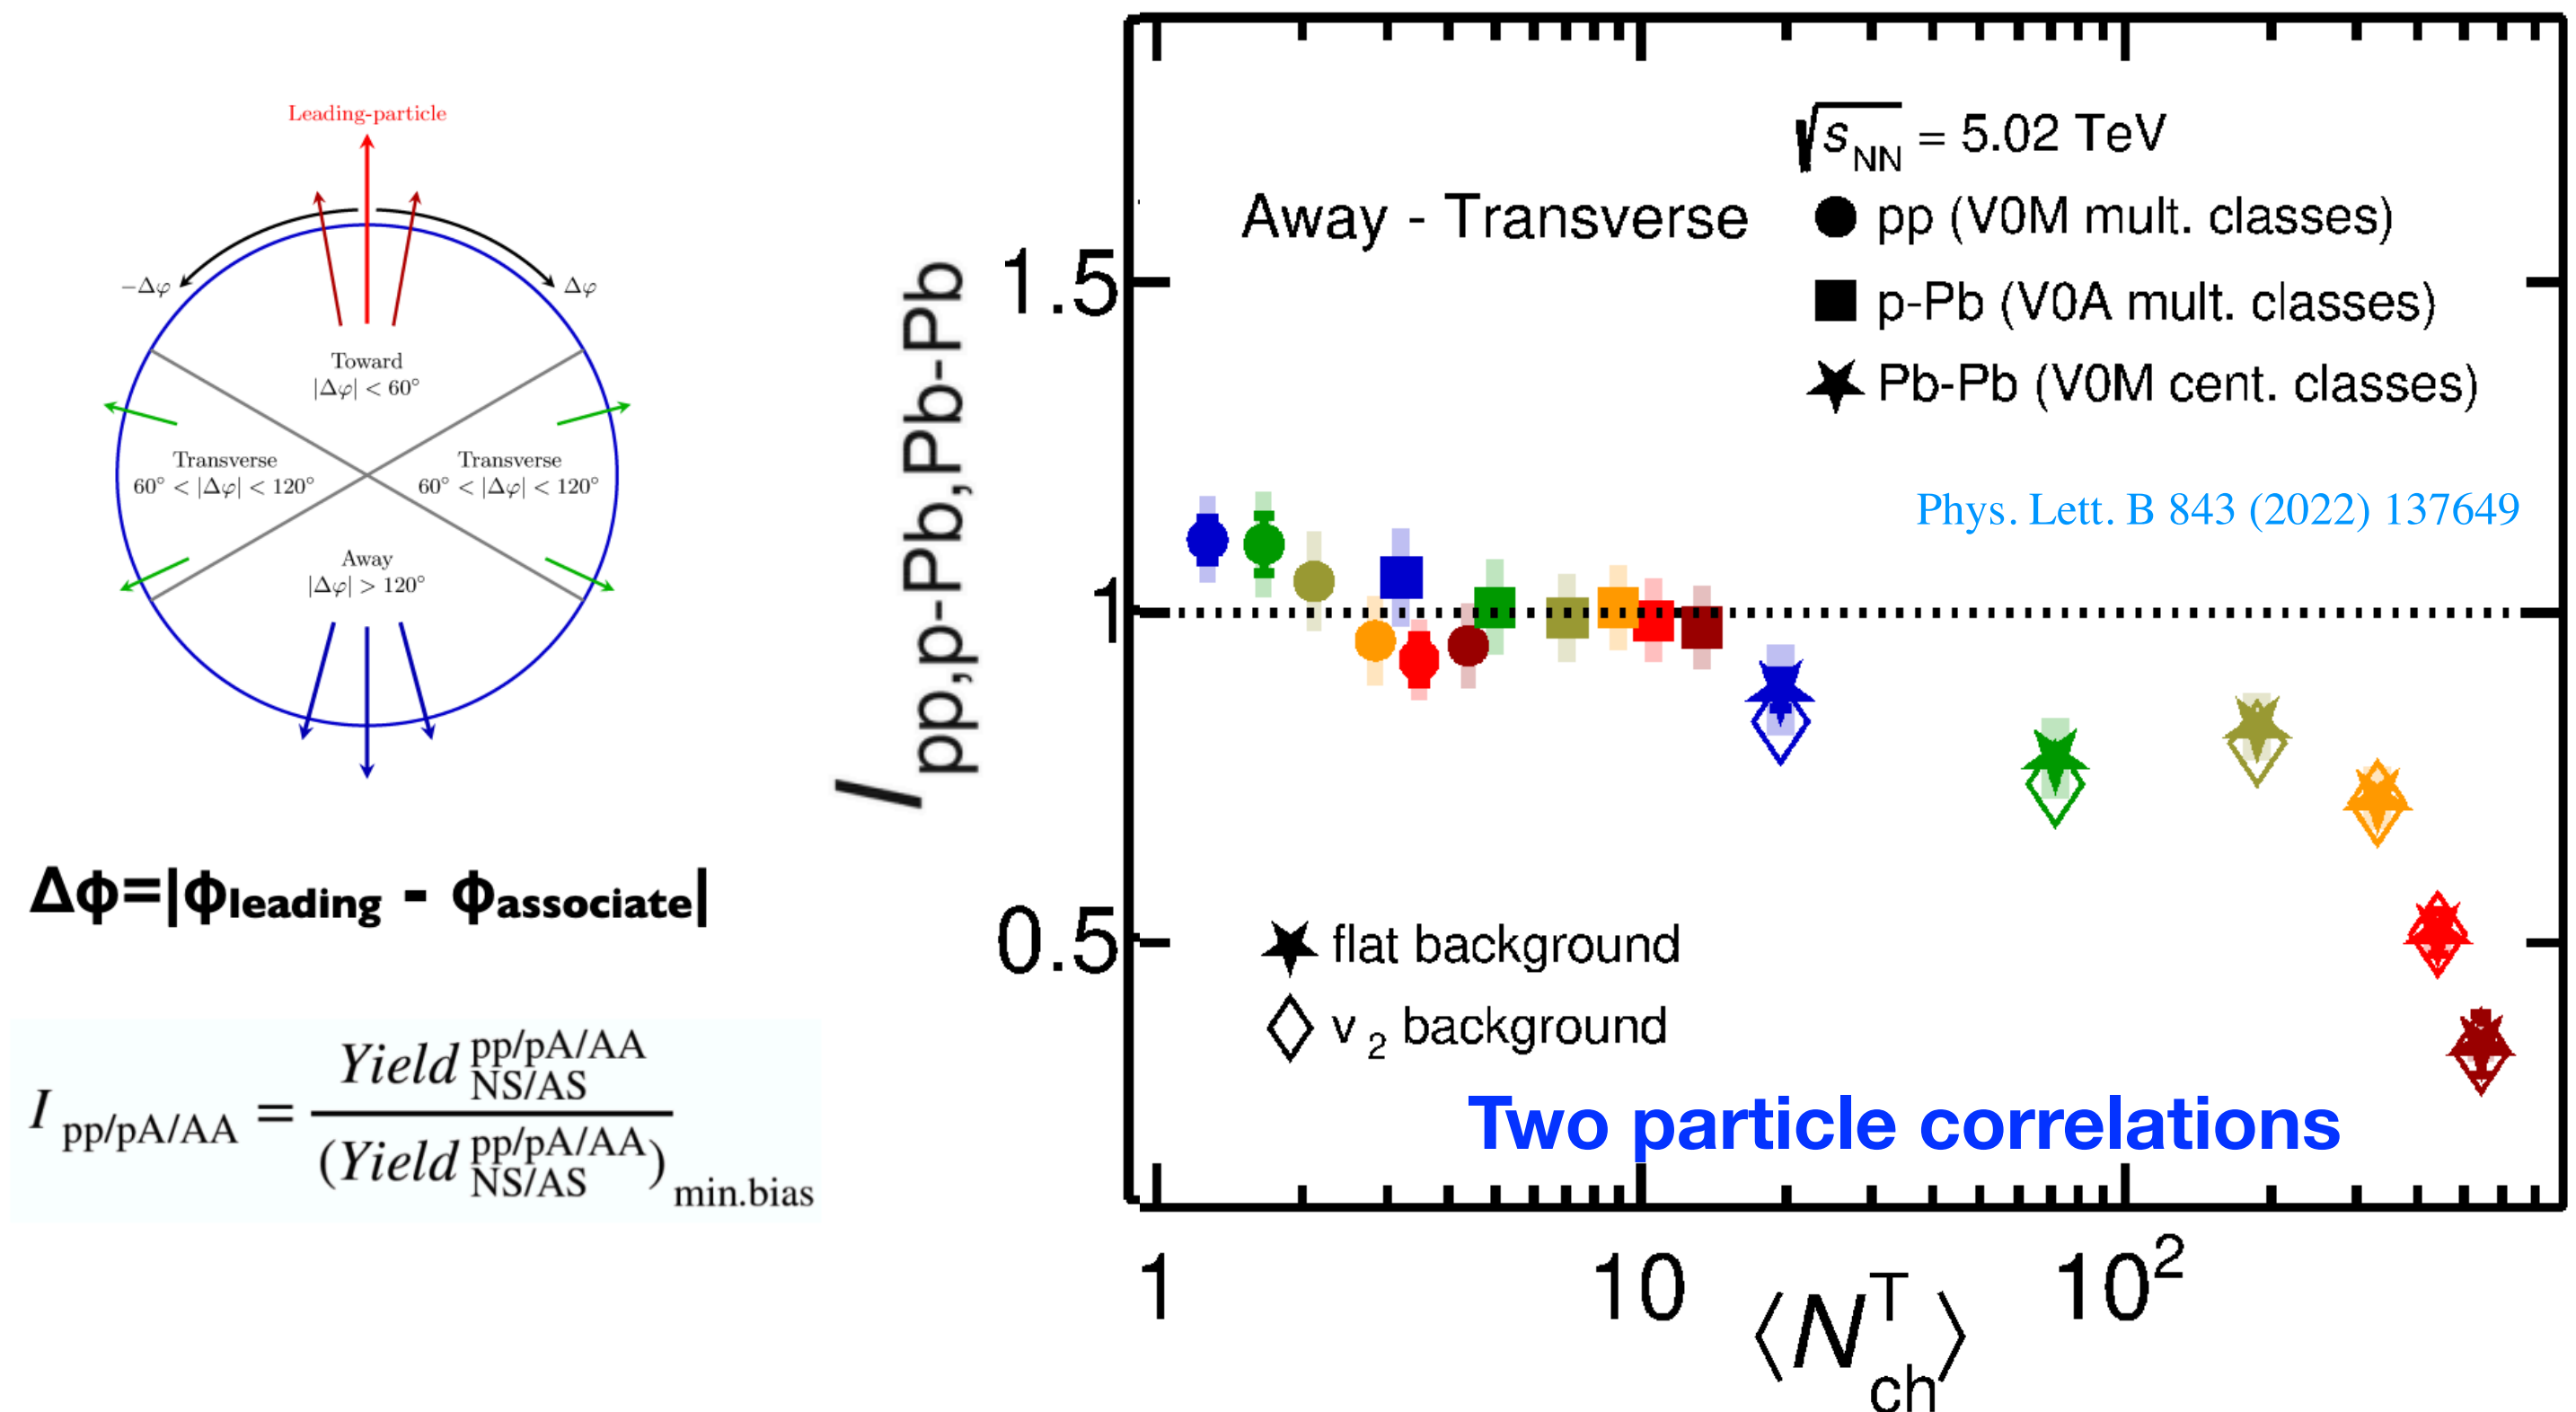 Leading-particle
−Δφ
Δφ
Toward
|Δφ| < 60°
Transverse
60° < |Δφ| < 120°
Transverse
60° < |Δφ| < 120°
Away
|Δφ| > 120°
Δϕ=|ϕleading - ϕassociate|
I pp/pA/AA = Yield pp/pA/AA NS/AS / (Yield pp/pA/AA NS/AS) min.bias
I pp,p-Pb,Pb-Pb
1.5
1
0.5
Away - Transverse
√sNN = 5.02 TeV
pp (V0M mult. classes)
p-Pb (V0A mult. classes)
Pb-Pb (V0M cent. classes)
Phys. Lett. B 843 (2022) 137649
flat background
v2 background
Two particle correlations
1
10
10²
⟨N T ch⟩